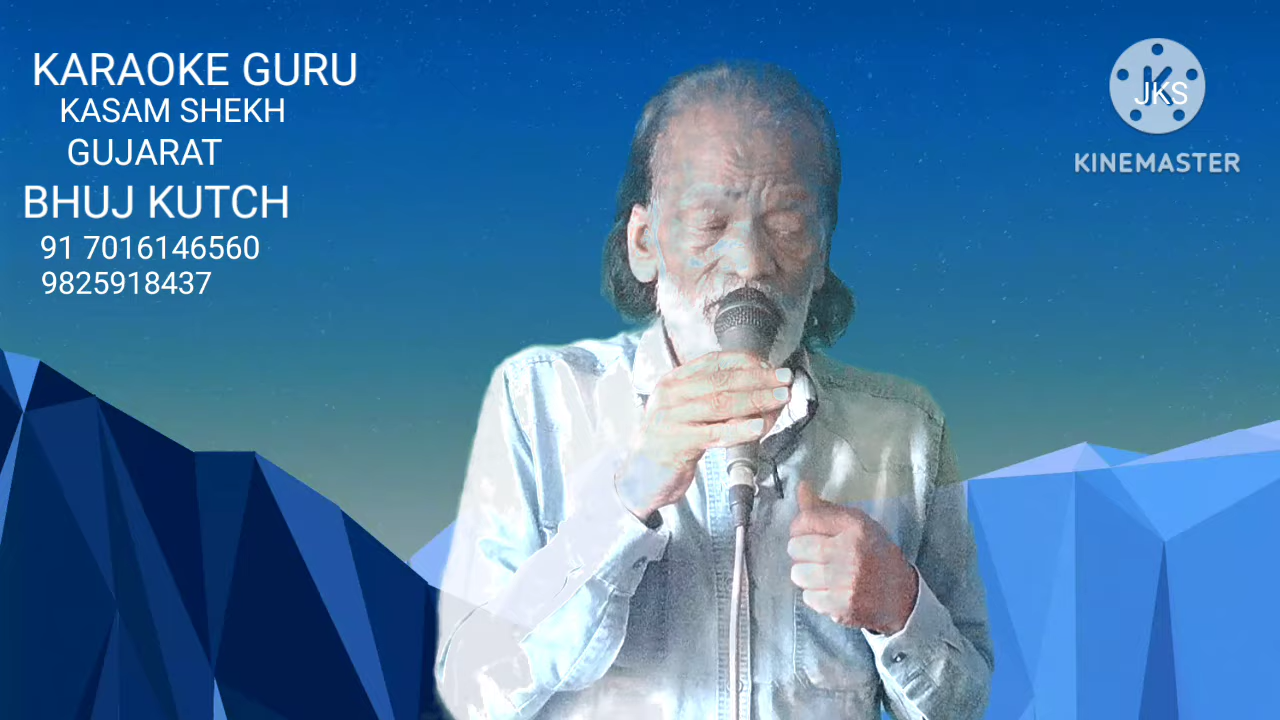 KARAOKE GURU
KASAM SHEKH
GUJARAT
BHUJ KUTCH
91 7016146560
9825918437
K
JKS
KINEMASTER